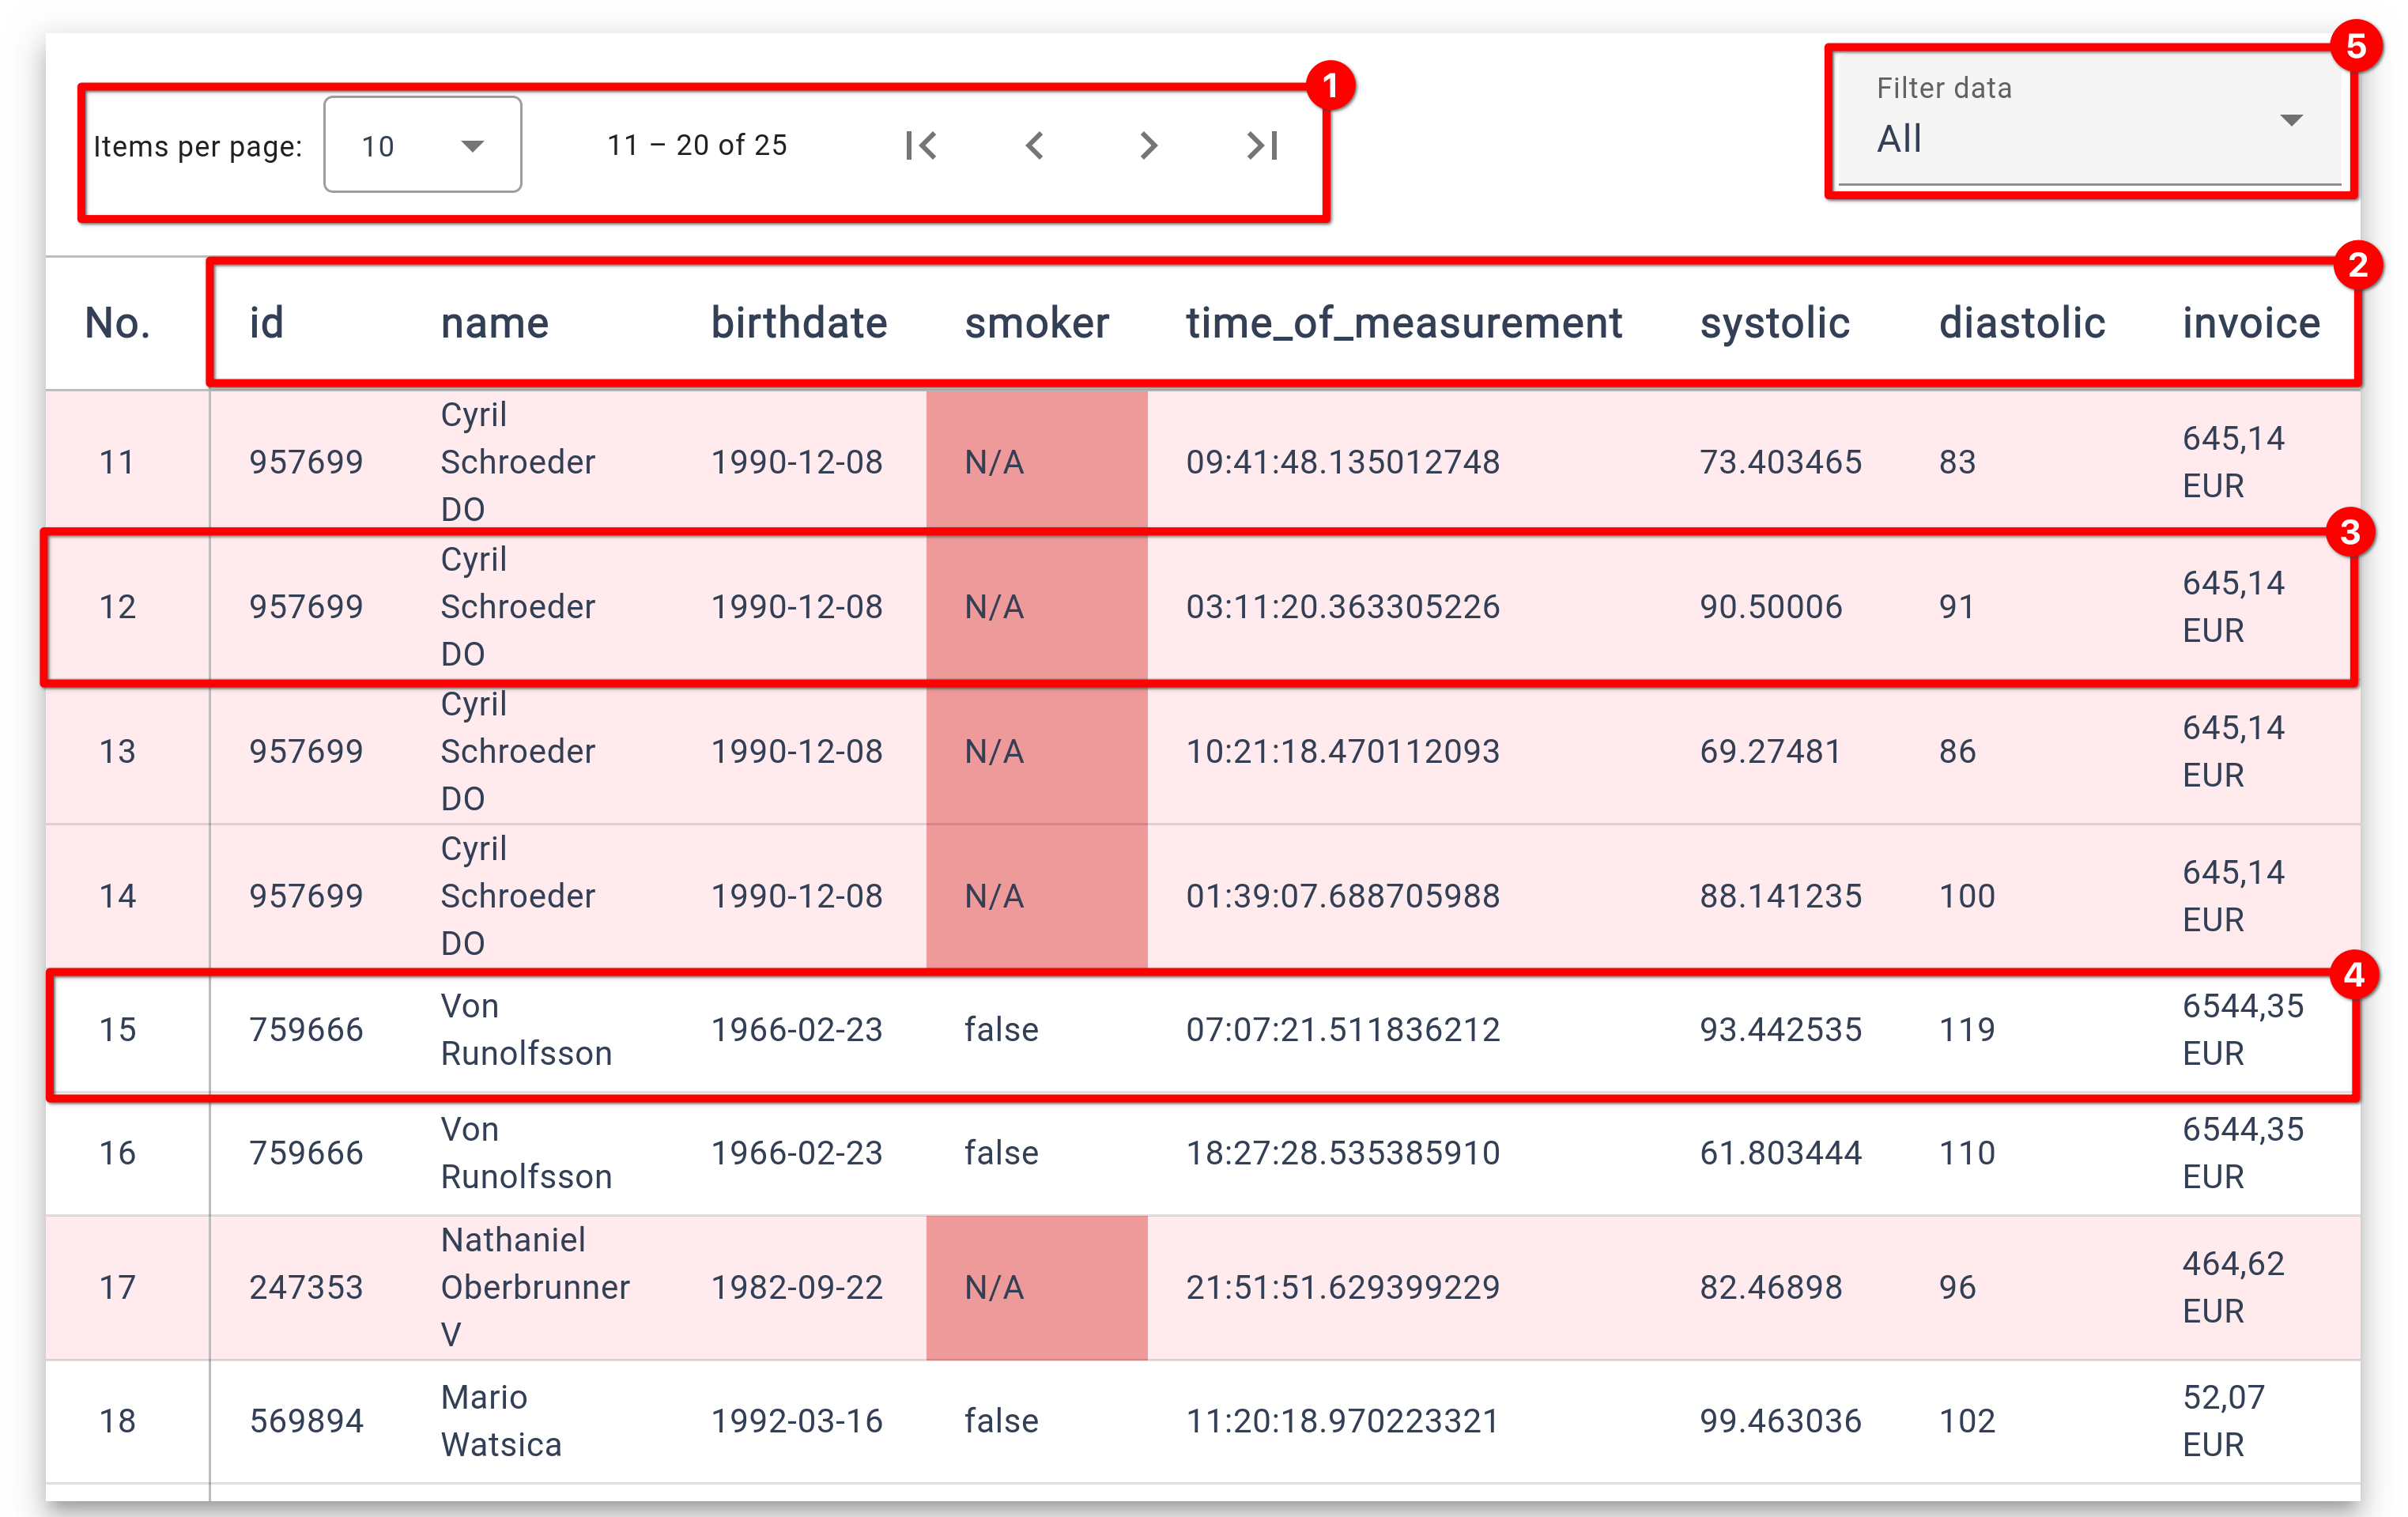 1
5
Items per page: 10 11 – 20 of 25
Filter data
All
2
No. id name birthdate smoker time_of_measurement systolic diastolic invoice
11 957699 Cyril Schroeder DO 1990-12-08 N/A 09:41:48.135012748 73.403465 83 645,14 EUR
3
12 957699 Cyril Schroeder DO 1990-12-08 N/A 03:11:20.363305226 90.50006 91 645,14 EUR
13 957699 Cyril Schroeder DO 1990-12-08 N/A 10:21:18.470112093 69.27481 86 645,14 EUR
14 957699 Cyril Schroeder DO 1990-12-08 N/A 01:39:07.688705988 88.141235 100 645,14 EUR
4
15 759666 Von Runolfsson 1966-02-23 false 07:07:21.511836212 93.442535 119 6544,35 EUR
16 759666 Von Runolfsson 1966-02-23 false 18:27:28.535385910 61.803444 110 6544,35 EUR
17 247353 Nathaniel Oberbrunner V 1982-09-22 N/A 21:51:51.629399229 82.46898 96 464,62 EUR
18 569894 Mario Watsica 1992-03-16 false 11:20:18.970223321 99.463036 102 52,07 EUR